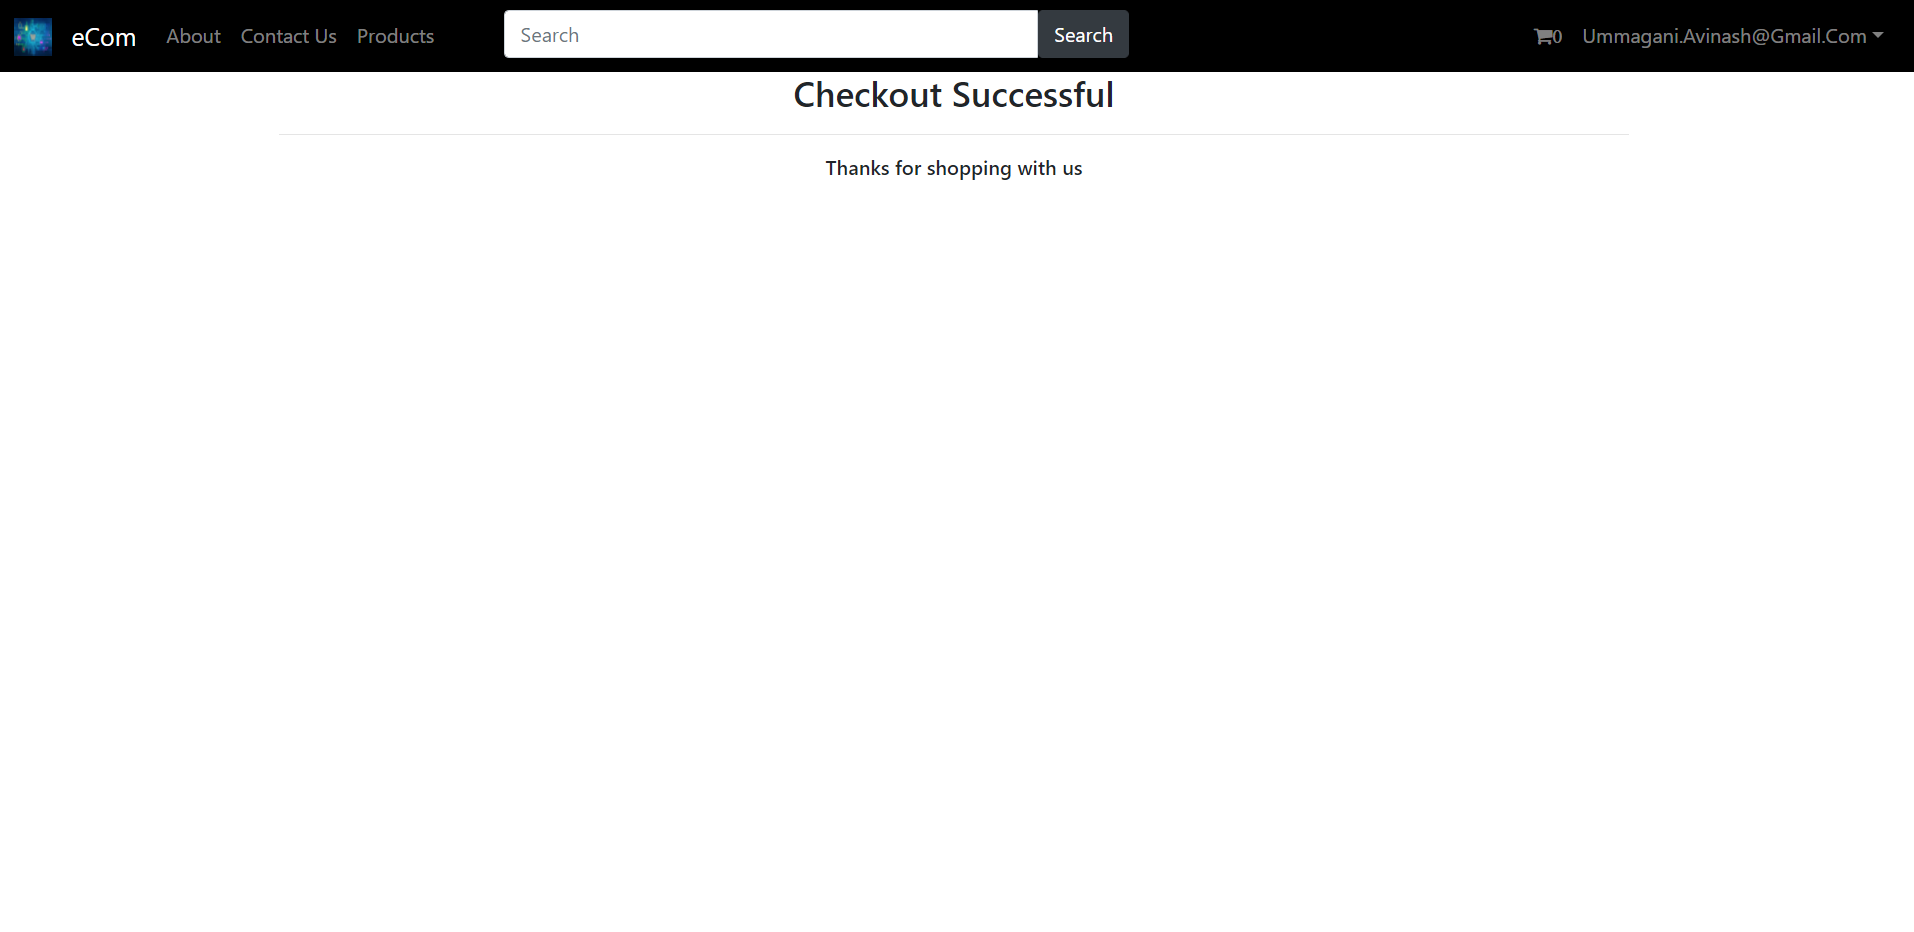 eCom About Contact Us Products Search Search 0 Ummagani.Avinash@Gmail.Com
Checkout Successful
Thanks for shopping with us